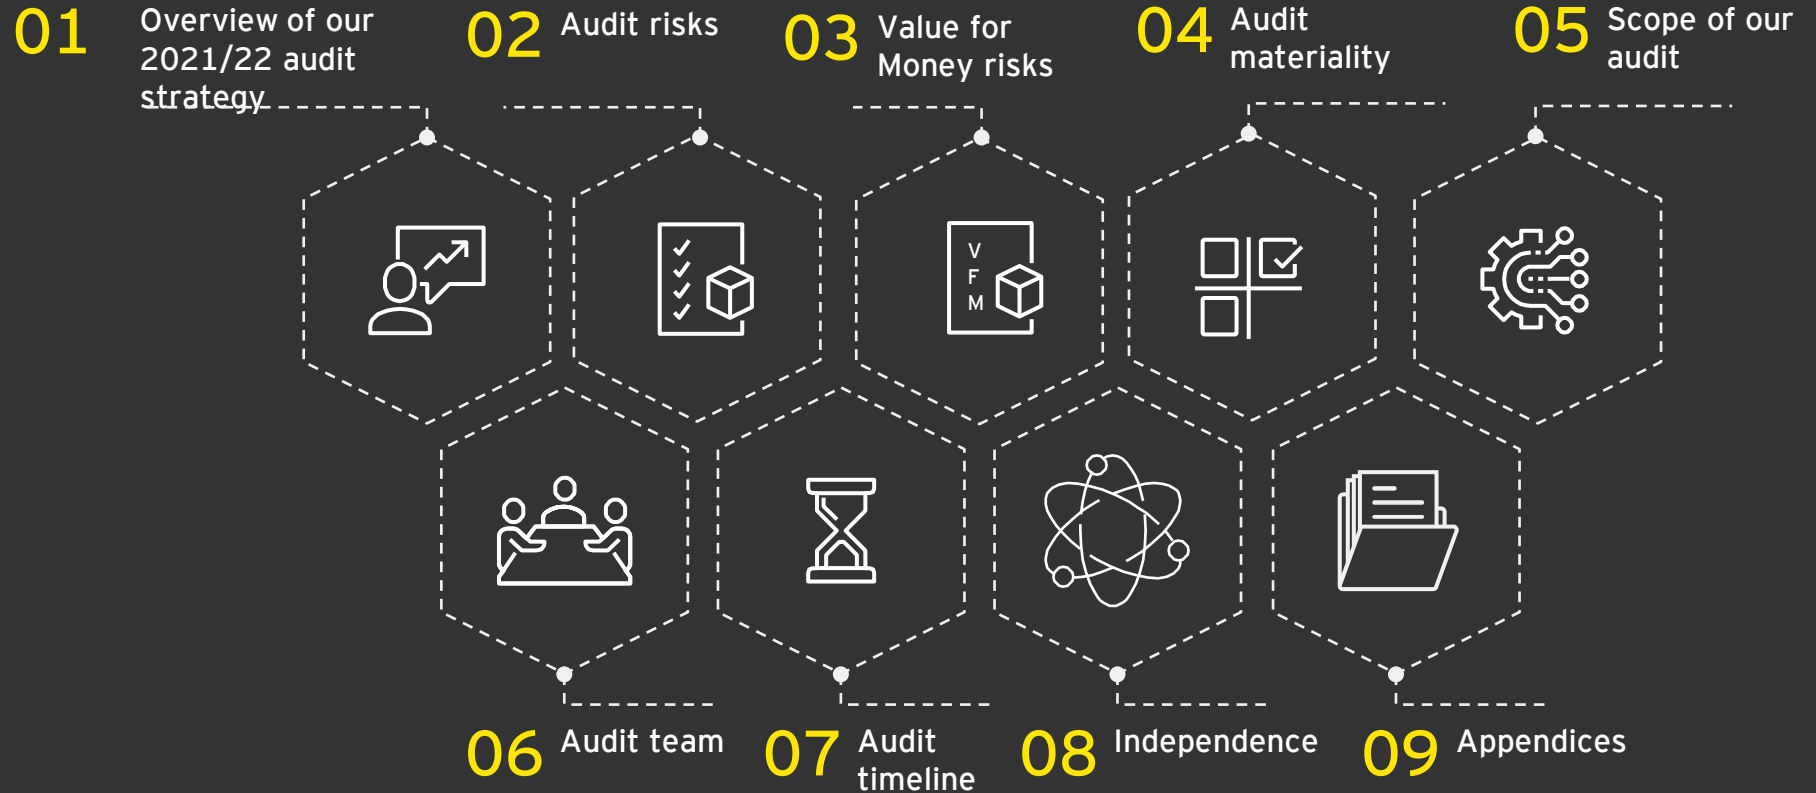 01
Overview of our
2021/22 audit
strategy
02
Audit risks
03
Value for
Money risks
04
Audit
materiality
05
Scope of our
audit
V
F
M
06
Audit team
07
Audit
timeline
08
Independence
09
Appendices